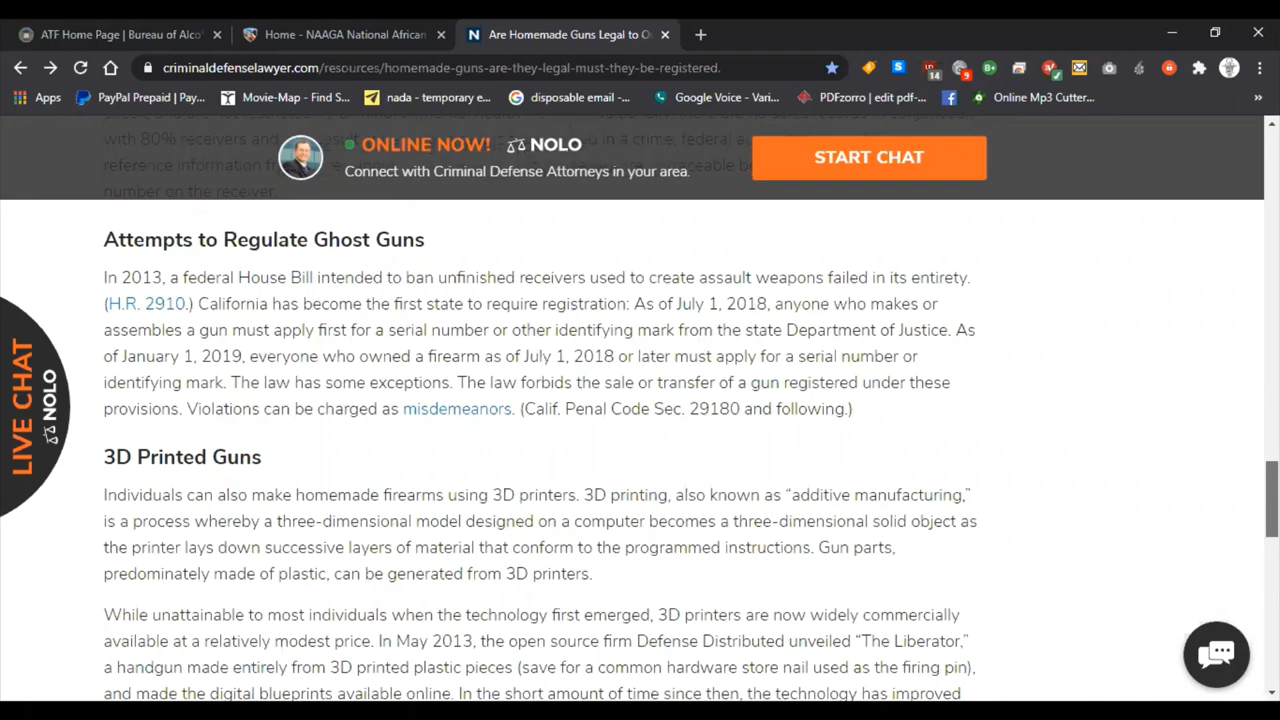 ATF Home Page | Bureau of Alco
Home - NAAGA National African
N Are Homemade Guns Legal to O
criminaldefenselawyer.com/resources/homemade-guns-are-they-legal-must-they-be-registered.
14
9
Apps
PayPal Prepaid | Pay...
Movie-Map - Find S...
nada - temporary e...
disposable email -...
Google Voice - Vari...
PDFzorro | edit pdf-...
Online Mp3 Cutter...
with 80% receivers and
in a crime, federal
reference information
number on the receiver.
ONLINE NOW! NOLO
Connect with Criminal Defense Attorneys in your area.
START CHAT
Attempts to Regulate Ghost Guns
In 2013, a federal House Bill intended to ban unfinished receivers used to create assault weapons failed in its entirety.
(H.R. 2910.) California has become the first state to require registration: As of July 1, 2018, anyone who makes or
assembles a gun must apply first for a serial number or other identifying mark from the state Department of Justice. As
of January 1, 2019, everyone who owned a firearm as of July 1, 2018 or later must apply for a serial number or
identifying mark. The law has some exceptions. The law forbids the sale or transfer of a gun registered under these
provisions. Violations can be charged as misdemeanors. (Calif. Penal Code Sec. 29180 and following.)
LIVE CHAT
NOLO
3D Printed Guns
Individuals can also make homemade firearms using 3D printers. 3D printing, also known as “additive manufacturing,”
is a process whereby a three-dimensional model designed on a computer becomes a three-dimensional solid object as
the printer lays down successive layers of material that conform to the programmed instructions. Gun parts,
predominately made of plastic, can be generated from 3D printers.
While unattainable to most individuals when the technology first emerged, 3D printers are now widely commercially
available at a relatively modest price. In May 2013, the open source firm Defense Distributed unveiled “The Liberator,”
a handgun made entirely from 3D printed plastic pieces (save for a common hardware store nail used as the firing pin),
and made the digital blueprints available online. In the short amount of time since then, the technology has improved